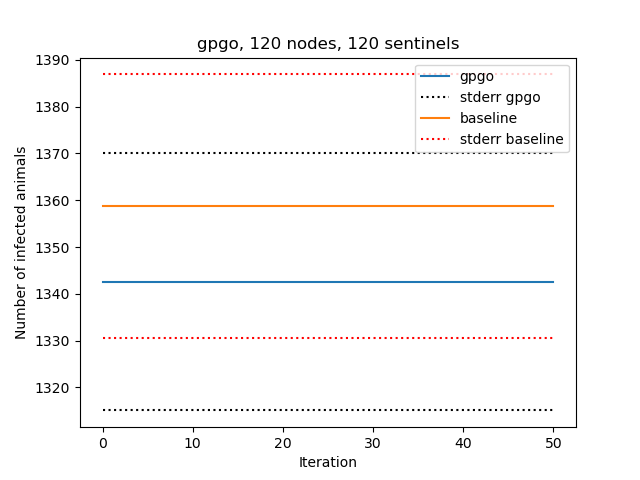 gpgo, 120 nodes, 120 sentinels
Number of infected animals
1390
1380
1370
1360
1350
1340
1330
1320
gpgo
stderr gpgo
baseline
stderr baseline
0
10
20
30
40
50
Iteration